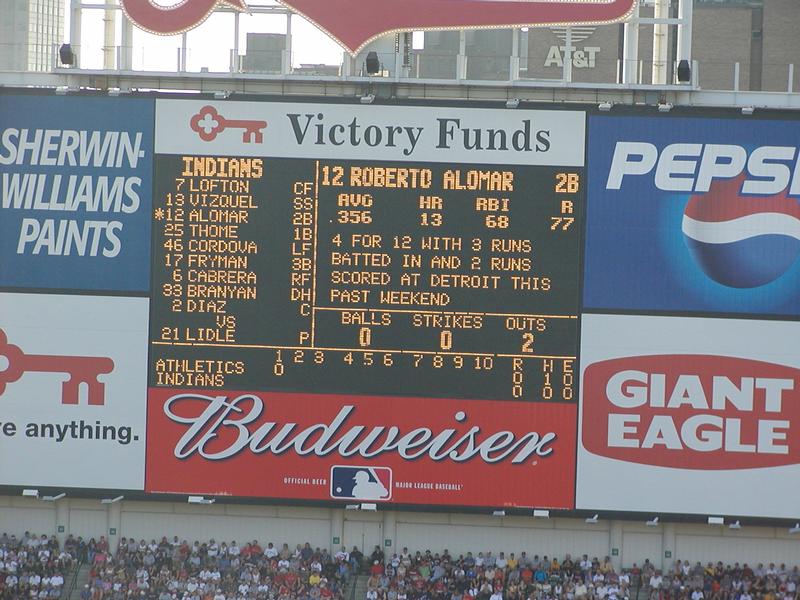 AT&T
SHERWIN-
WILLIAMS
PAINTS
Victory Funds
INDIANS
7 LOFTON CF
13 VIZQUEL SS
*12 ALOMAR 2B
25 THOME 1B
46 CORDOVA LF
17 FRYMAN 3B
6 CABRERA RF
33 BRANYAN DH
2 DIAZ C
VS
21 LIDLE P
12 ROBERTO ALOMAR 2B
AVG HR RBI R
.356 13 68 77
4 FOR 12 WITH 3 RUNS
BATTED IN AND 2 RUNS
SCORED AT DETROIT THIS
PAST WEEKEND
BALLS STRIKES OUTS
0 0 2
1 2 3 4 5 6 7 8 9 10 R H E
ATHLETICS 0 0 1 0
INDIANS 0 0 0
PEPSI
e anything.
Budweiser
OFFICIAL BEER MAJOR LEAGUE BASEBALL
GIANT
EAGLE